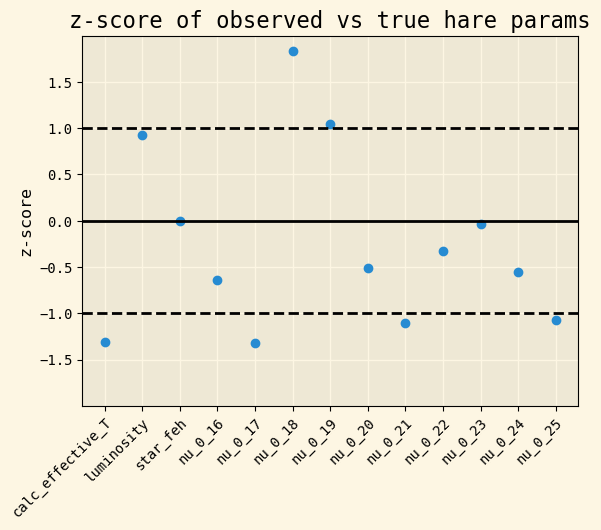 z-score of observed vs true hare params
z-score
1.5
1.0
0.5
0.0
−0.5
−1.0
−1.5
calc_effective_T
luminosity
star_feh
nu_0_16
nu_0_17
nu_0_18
nu_0_19
nu_0_20
nu_0_21
nu_0_22
nu_0_23
nu_0_24
nu_0_25